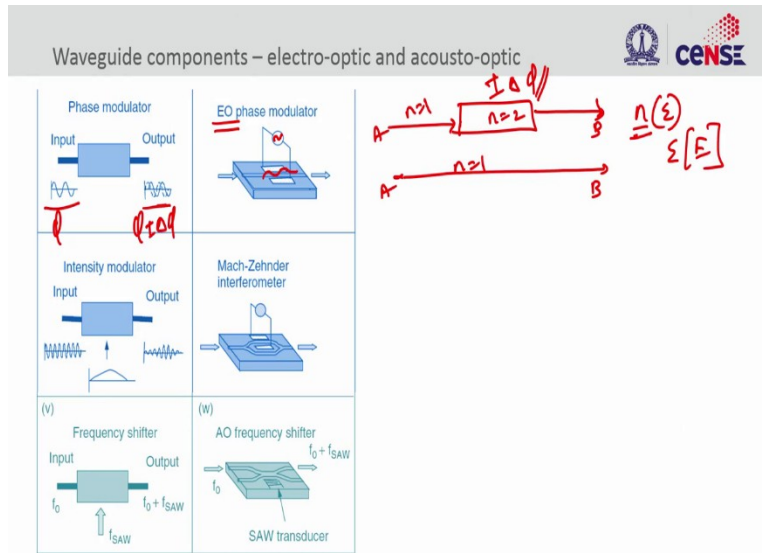 Waveguide components – electro-optic and acousto-optic
CeNSE
Phase modulator
Input
Output
φ
φ±Δφ
EO phase modulator
±Δφ
n=1
n=2
A
B
n(ε)
ε[E]
A
n=1
B
Intensity modulator
Input
Output
Mach-Zehnder
interferometer
(v)
Frequency shifter
Input
Output
f₀
f₀ + fSAW
fSAW
(w)
AO frequency shifter
f₀ + fSAW
f₀
SAW transducer